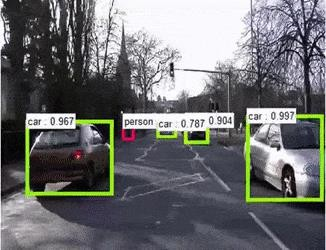 car : 0.967
person
car : 0.787
0.904
car : 0.997